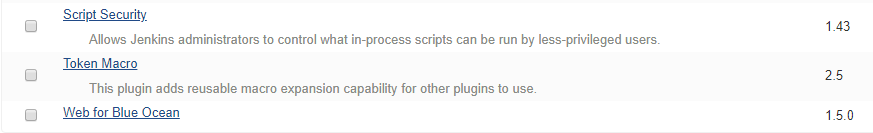 Script Security
1.43
Allows Jenkins administrators to control what in-process scripts can be run by less-privileged users.
Token Macro
2.5
This plugin adds reusable macro expansion capability for other plugins to use.
Web for Blue Ocean
1.5.0